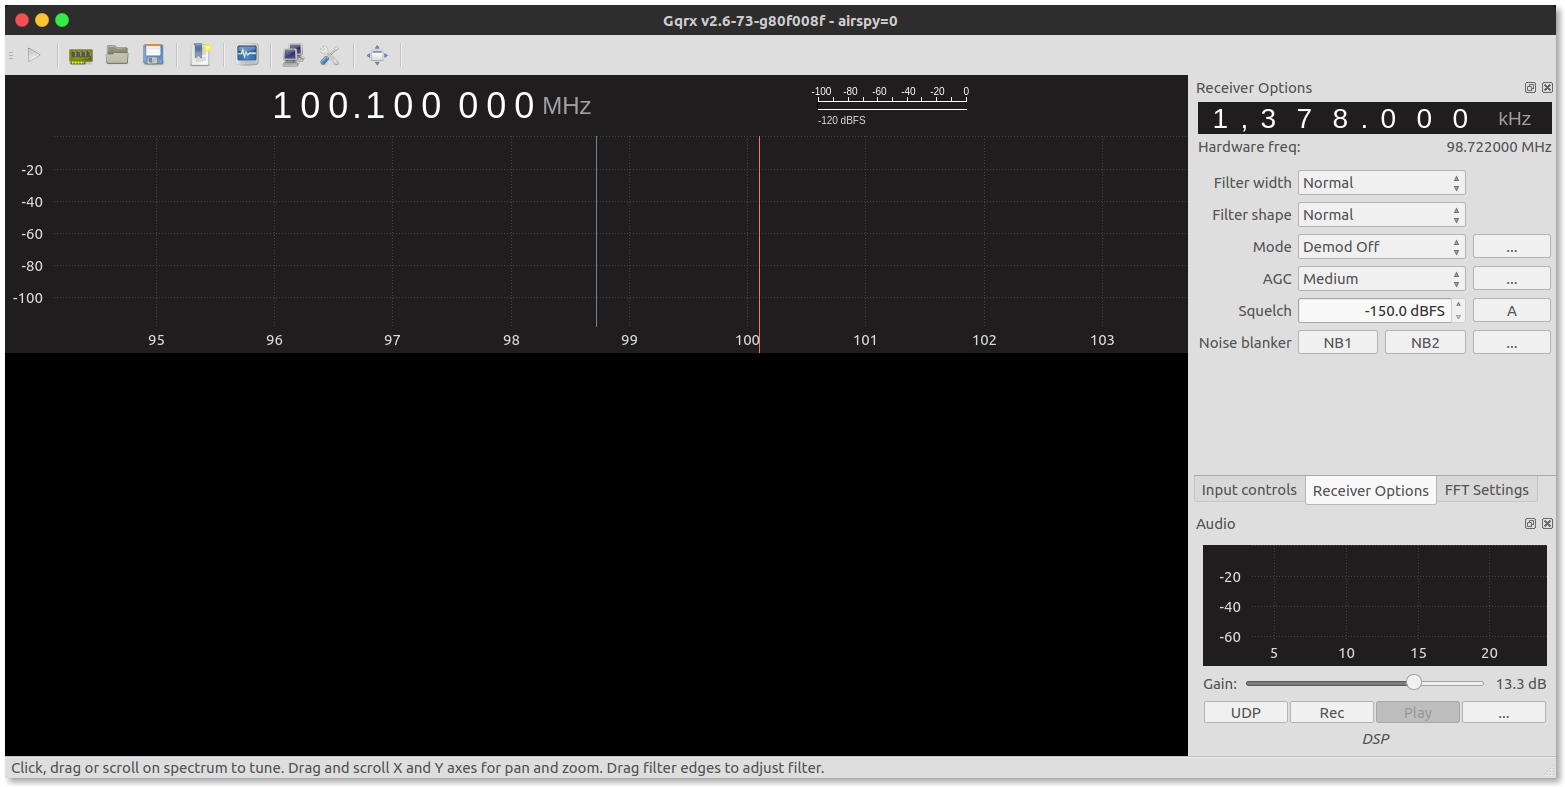 Gqrx v2.6-73-g80f008f - airspy=0
100.100 000 MHz
-100 -80 -60 -40 -20 0
-120 dBFS
-20
-40
-60
-80
-100
95 96 97 98 99 100 101 102 103
Receiver Options
1,378.000 kHz
Hardware freq: 98.722000 MHz
Filter width Normal
Filter shape Normal
Mode Demod Off ...
AGC Medium ...
Squelch -150.0 dBFS A
Noise blanker NB1 NB2 ...
Input controls Receiver Options FFT Settings
Audio
-20
-40
-60
5 10 15 20
Gain: 13.3 dB
UDP Rec Play ...
DSP
Click, drag or scroll on spectrum to tune. Drag and scroll X and Y axes for pan and zoom. Drag filter edges to adjust filter.